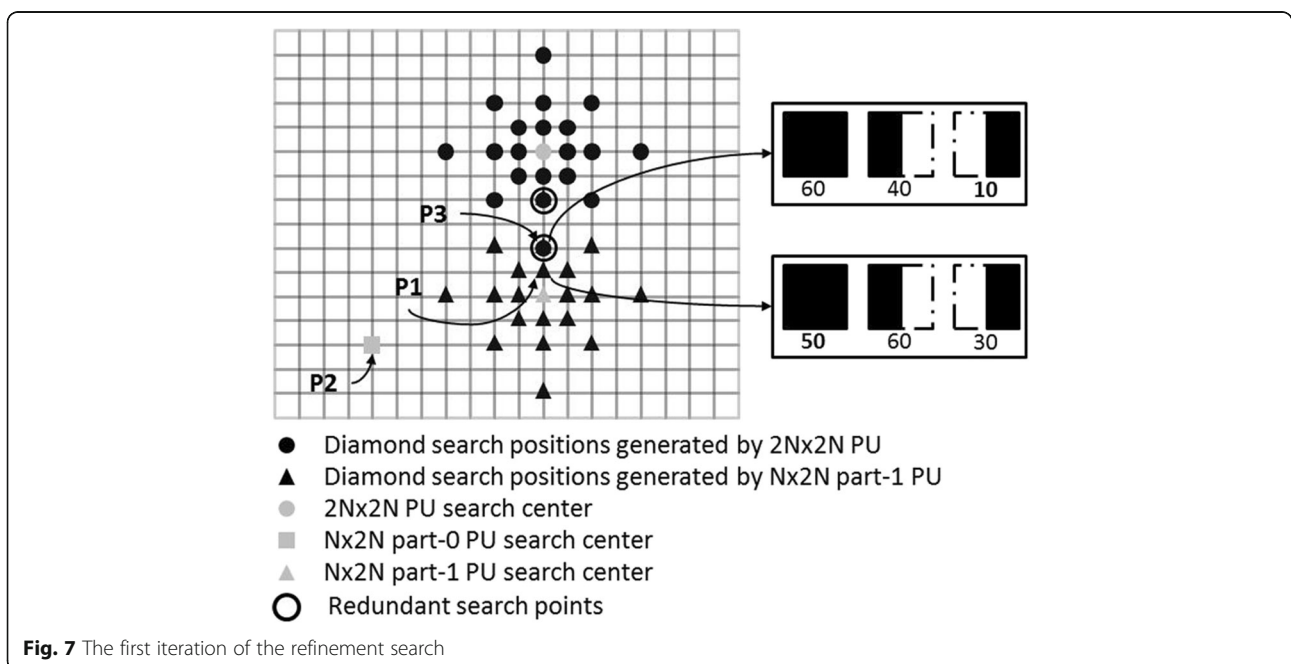 60 40 10
P3
P1
50 60 30
P2
Diamond search positions generated by 2Nx2N PU
Diamond search positions generated by Nx2N part-1 PU
2Nx2N PU search center
Nx2N part-0 PU search center
Nx2N part-1 PU search center
Redundant search points
Fig. 7 The first iteration of the refinement search